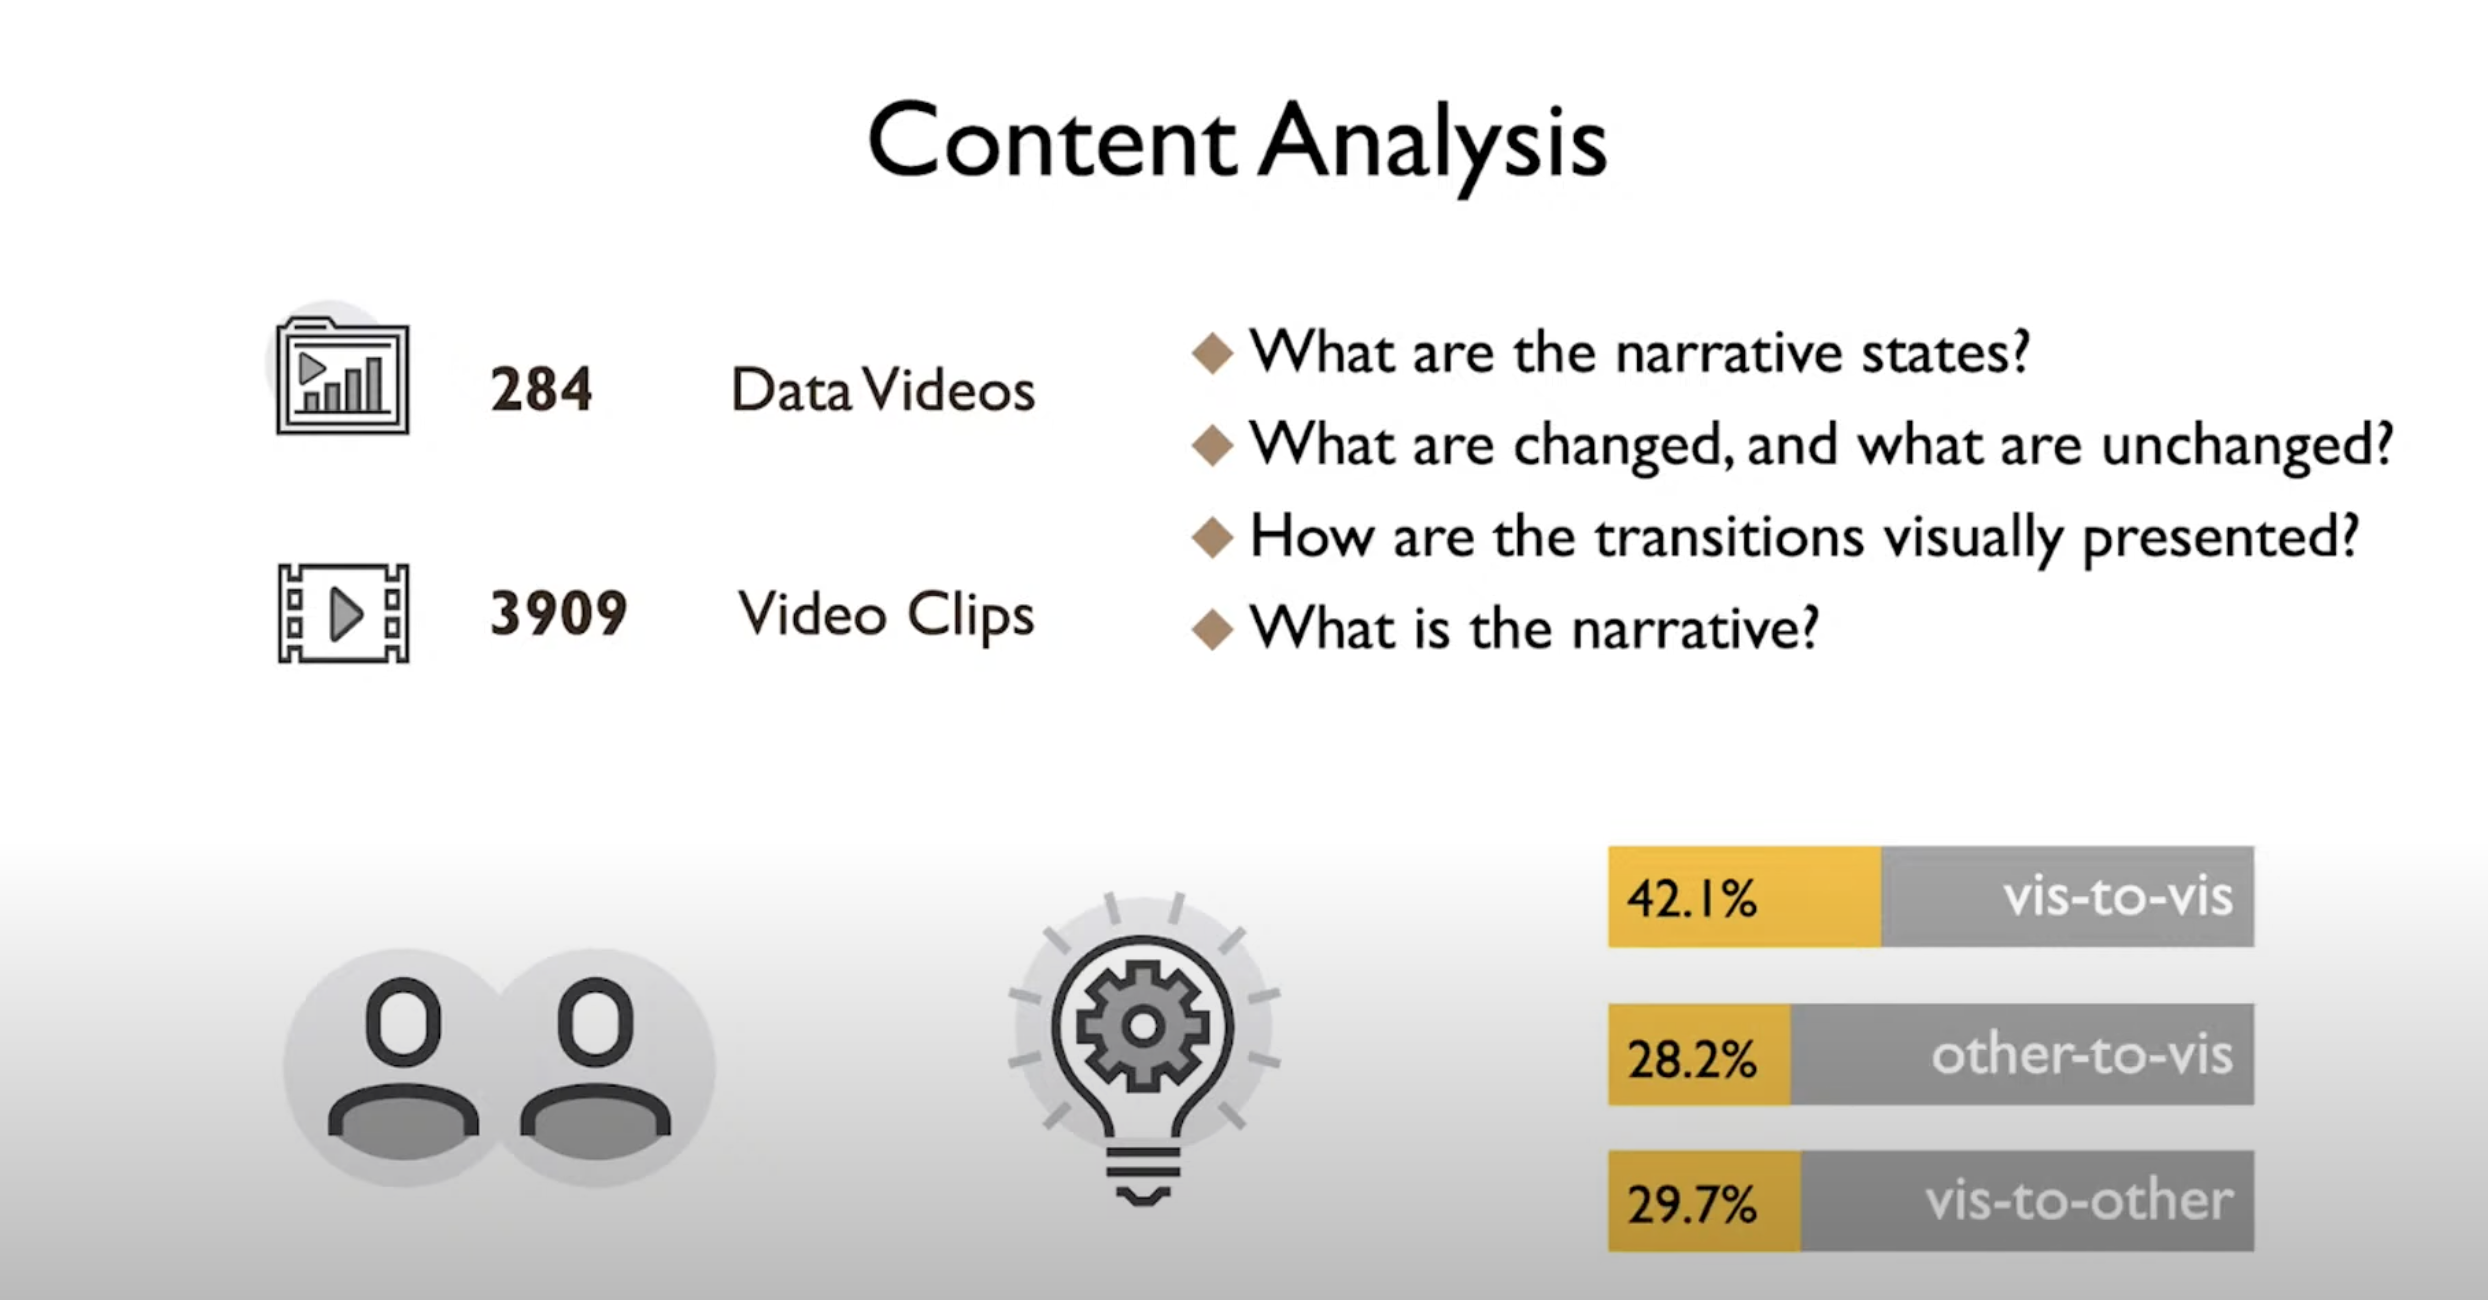 Content Analysis
284 Data Videos
3909 Video Clips
What are the narrative states?
What are changed, and what are unchanged?
How are the transitions visually presented?
What is the narrative?
42.1% vis-to-vis
28.2% other-to-vis
29.7% vis-to-other